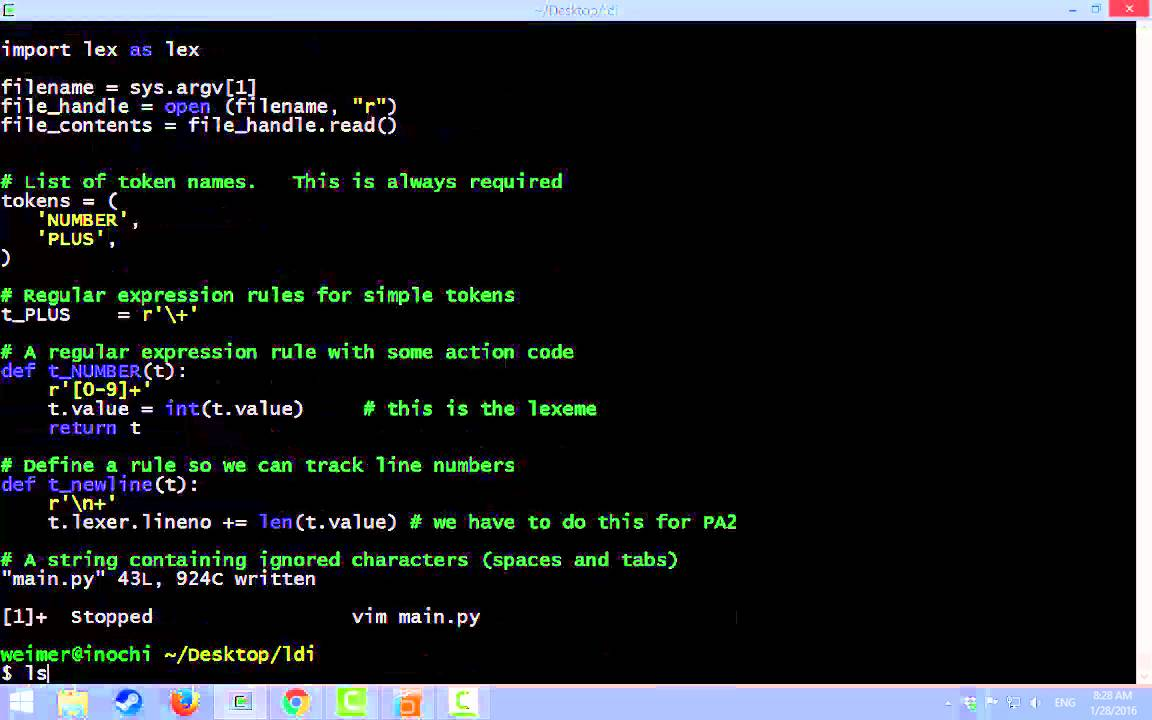 ~/Desktop/ldi
import lex as lex
filename = sys.argv[1]
file_handle = open (filename, "r")
file_contents = file_handle.read()
# List of token names.   This is always required
tokens = (
   'NUMBER',
   'PLUS',
)
# Regular expression rules for simple tokens
t_PLUS    = r'\+'
# A regular expression rule with some action code
def t_NUMBER(t):
    r'[0-9]+'
    t.value = int(t.value)     # this is the lexeme
    return t
# Define a rule so we can track line numbers
def t_newline(t):
    r'\n+'
    t.lexer.lineno += len(t.value) # we have to do this for PA2
# A string containing ignored characters (spaces and tabs)
"main.py" 43L, 924C written
[1]+  Stopped                 vim main.py
weimer@inochi ~/Desktop/ldi
$ ls
ENG
8:28 AM
1/28/2016